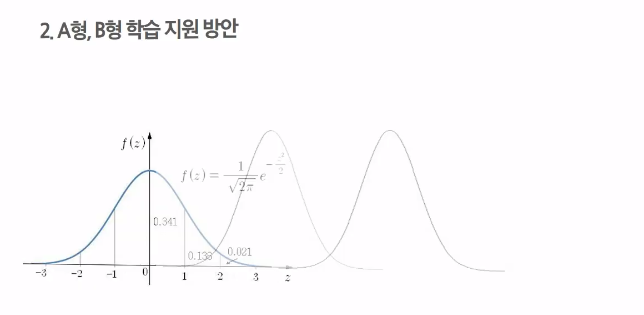 2. A형, B형 학습 지원 방안
f(z)
f(z) = 1/√2π e^-z²/2
0.341
0.133 0.021
-3 -2 -1 0 1 2 3 z